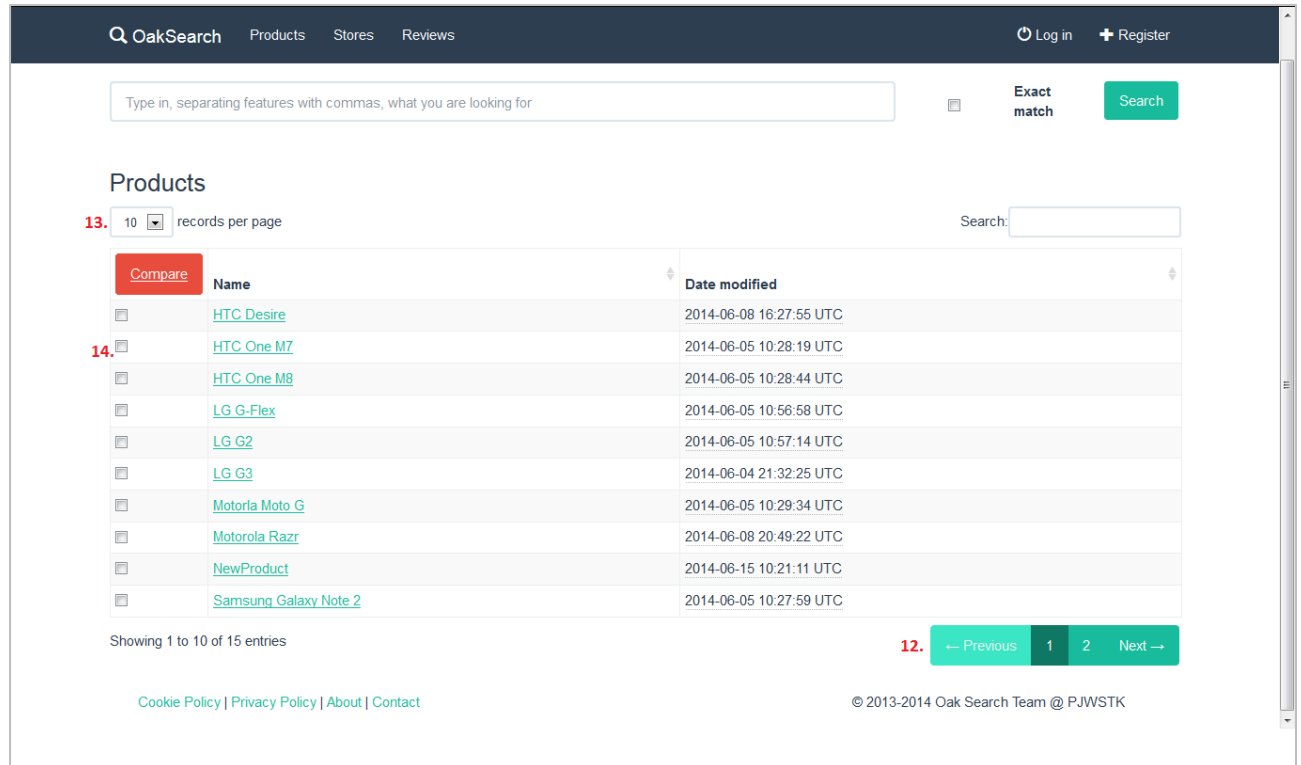 OakSearch Products Stores Reviews Log in Register
Type in, separating features with commas, what you are looking for
Exact
match
Search
Products
13. 10 records per page Search:
Compare Name Date modified
HTC Desire 2014-06-08 16:27:55 UTC
14. HTC One M7 2014-06-05 10:28:19 UTC
HTC One M8 2014-06-05 10:28:44 UTC
LG G-Flex 2014-06-05 10:56:58 UTC
LG G2 2014-06-05 10:57:14 UTC
LG G3 2014-06-04 21:32:25 UTC
Motorla Moto G 2014-06-05 10:29:34 UTC
Motorola Razr 2014-06-08 20:49:22 UTC
NewProduct 2014-06-15 10:21:11 UTC
Samsung Galaxy Note 2 2014-06-05 10:27:59 UTC
Showing 1 to 10 of 15 entries 12. ← Previous 1 2 Next →
Cookie Policy | Privacy Policy | About | Contact © 2013-2014 Oak Search Team @ PJWSTK